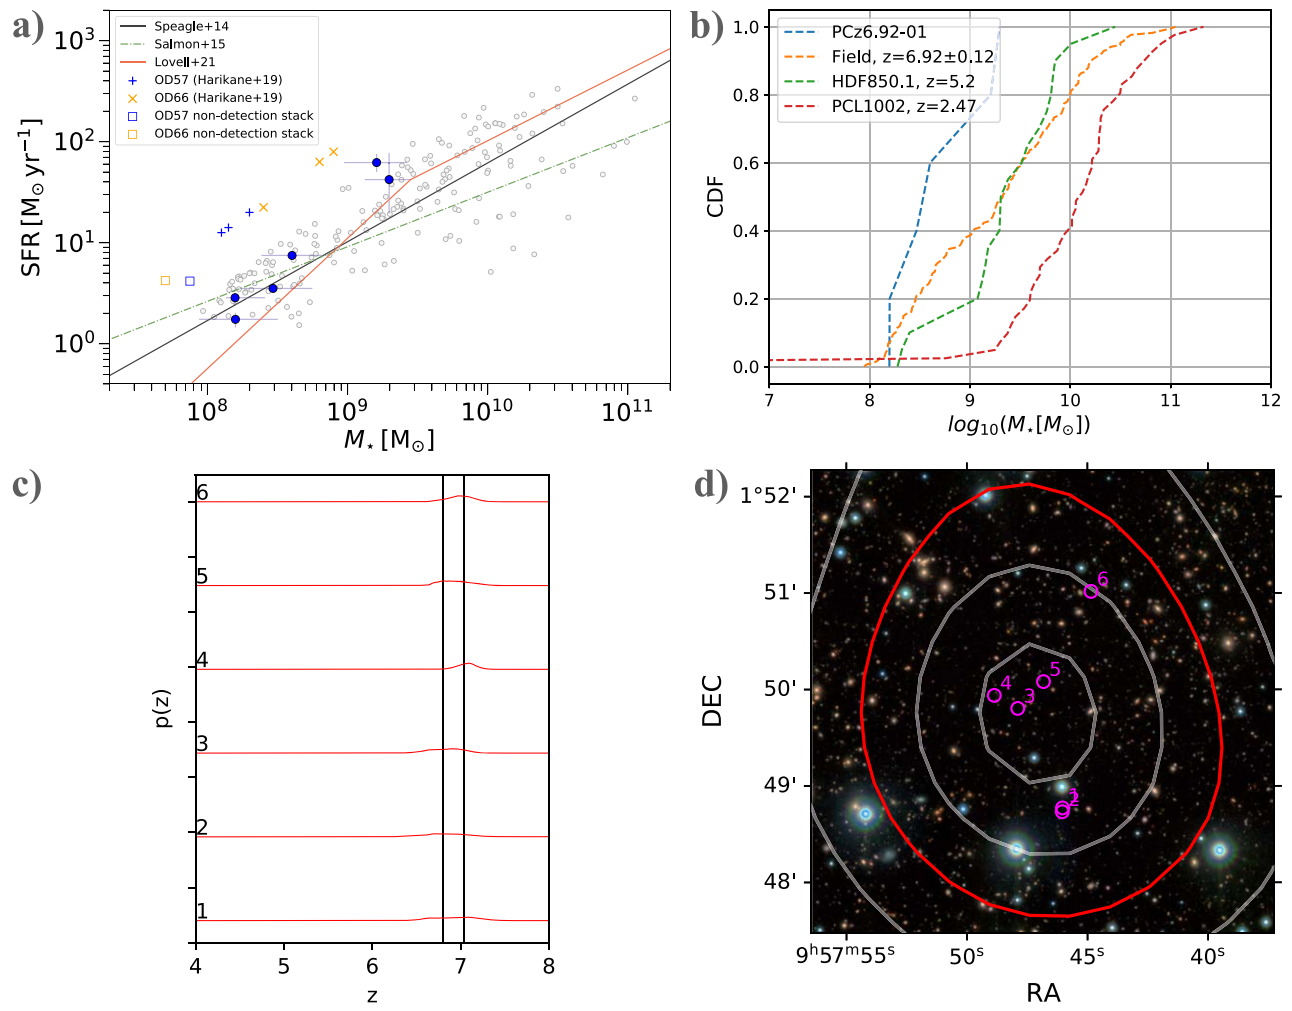 a)
Speagle+14
Salmon+15
Lovell+21
OD57 (Harikane+19)
OD66 (Harikane+19)
OD57 non-detection stack
OD66 non-detection stack
10³
10²
10¹
10⁰
SFR [M⊙ yr⁻¹]
10⁸ 10⁹ 10¹⁰ 10¹¹
M⋆ [M⊙]
b)
PCz6.92-01
Field, z=6.92±0.12
HDF850.1, z=5.2
PCL1002, z=2.47
1.0
0.8
0.6
0.4
0.2
0.0
CDF
7 8 9 10 11 12
log₁₀(M⋆[M⊙])
c)
6
5
4
3
2
1
p(z)
4 5 6 7 8
z
d)
1°52'
51'
50'
49'
48'
DEC
6
5
4
3
1
2
9ʰ57ᵐ55ˢ 50ˢ 45ˢ 40ˢ
RA